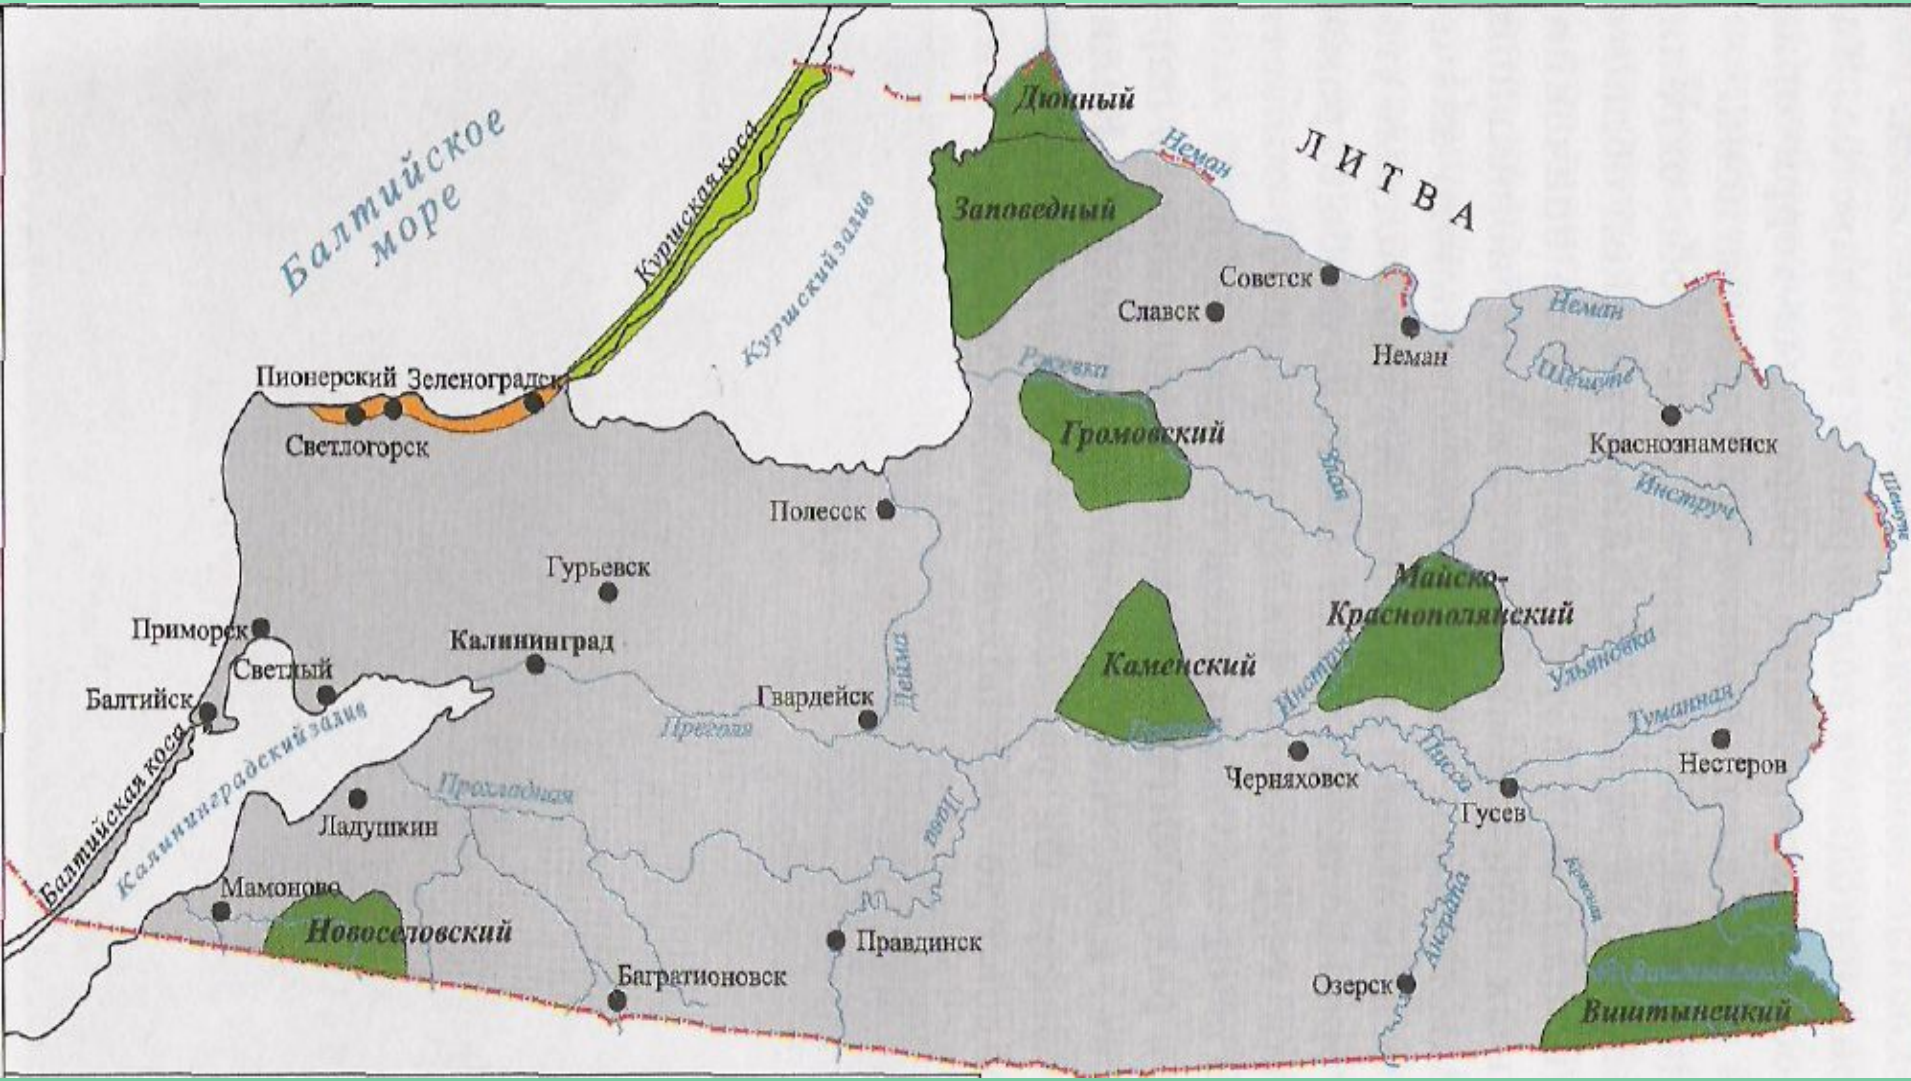 Балтийское
море
Куршская коса
Куршский залив
Дюнный
Неман
ЛИТВА
Заповедный
Советск
Славск
Неман
Неман
Шешупе
Краснознаменск
Пионерский
Зеленоградск
Светлогорск
Ржевка
Громовский
Инструч
Шешупе
Полесск
Гурьевск
Майско-
Краснополянский
Приморск
Калининград
Светлый
Каменский
Инструч
Ульяновка
Балтийск
Гвардейск
Дейма
Преголя
Туманная
Нестеров
Балтийская коса
Калининградский залив
Черняховск
Писса
Гусев
Прохладная
Ладушкин
Лава
Мамоново
Новоселовский
Красная
Анграпа
Правдинск
Багратионовск
Озерск
Виштынецкий